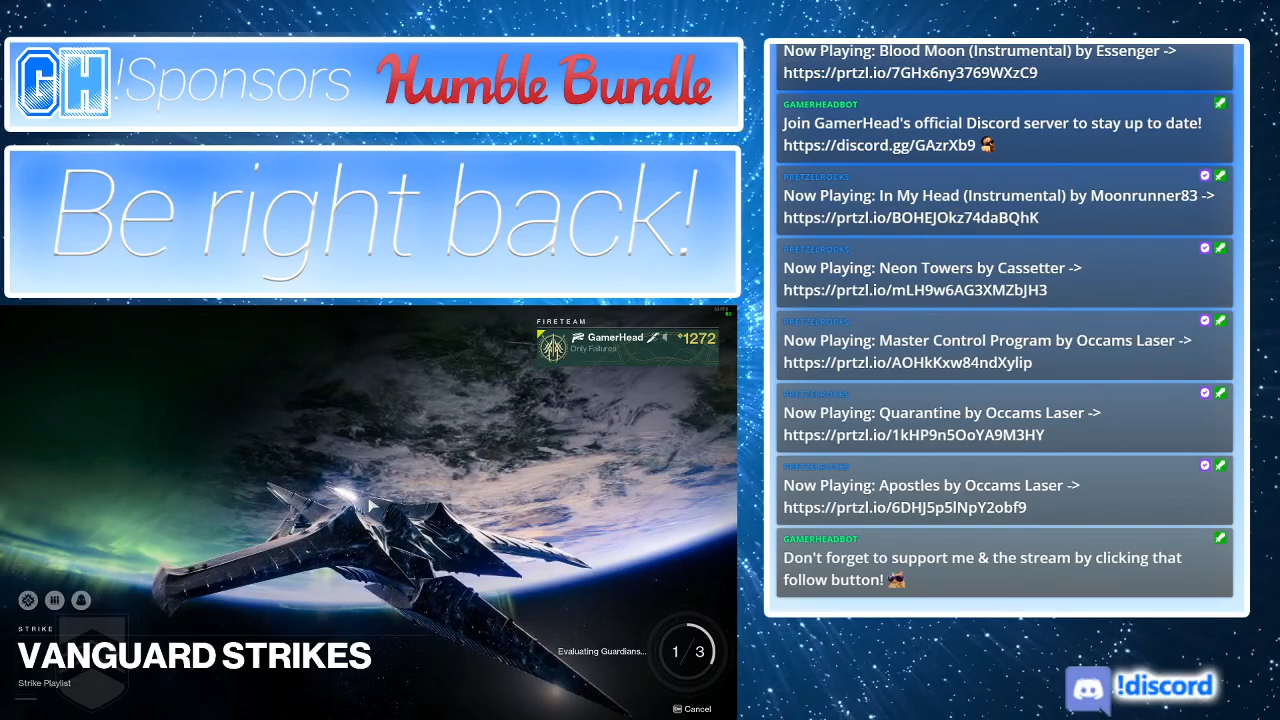 GH !Sponsors Humble Bundle
Be right back!
FIRETEAM
GamerHead 1272
Only Failures
STRIKE
VANGUARD STRIKES
Strike Playlist
Evaluating Guardians... 1/3
Cancel
Now Playing: Blood Moon (Instrumental) by Essenger ->
https://prtzl.io/7GHx6ny3769WXzC9
GAMERHEADBOT
Join GamerHead's official Discord server to stay up to date!
https://discord.gg/GAzrXb9
PRETZELROCKS
Now Playing: In My Head (Instrumental) by Moonrunner83 ->
https://prtzl.io/BOHEJOkz74daBQhK
PRETZELROCKS
Now Playing: Neon Towers by Cassetter ->
https://prtzl.io/mLH9w6AG3XMZbJH3
PRETZELROCKS
Now Playing: Master Control Program by Occams Laser ->
https://prtzl.io/AOHkKxw84ndXylip
PRETZELROCKS
Now Playing: Quarantine by Occams Laser ->
https://prtzl.io/1kHP9n5OoYA9M3HY
PRETZELROCKS
Now Playing: Apostles by Occams Laser ->
https://prtzl.io/6DHJ5p5lNpY2obf9
GAMERHEADBOT
Don't forget to support me & the stream by clicking that
follow button!
!discord